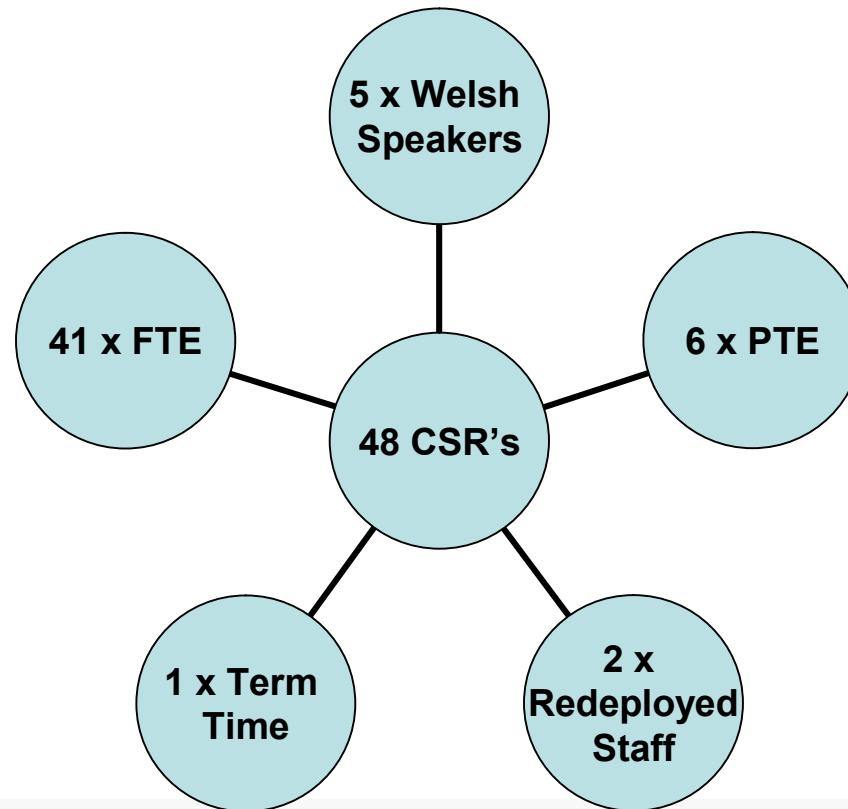 5 x Welsh
Speakers
41 x FTE
6 x PTE
48 CSR’s
1 x Term
Time
2 x
Redeployed
Staff